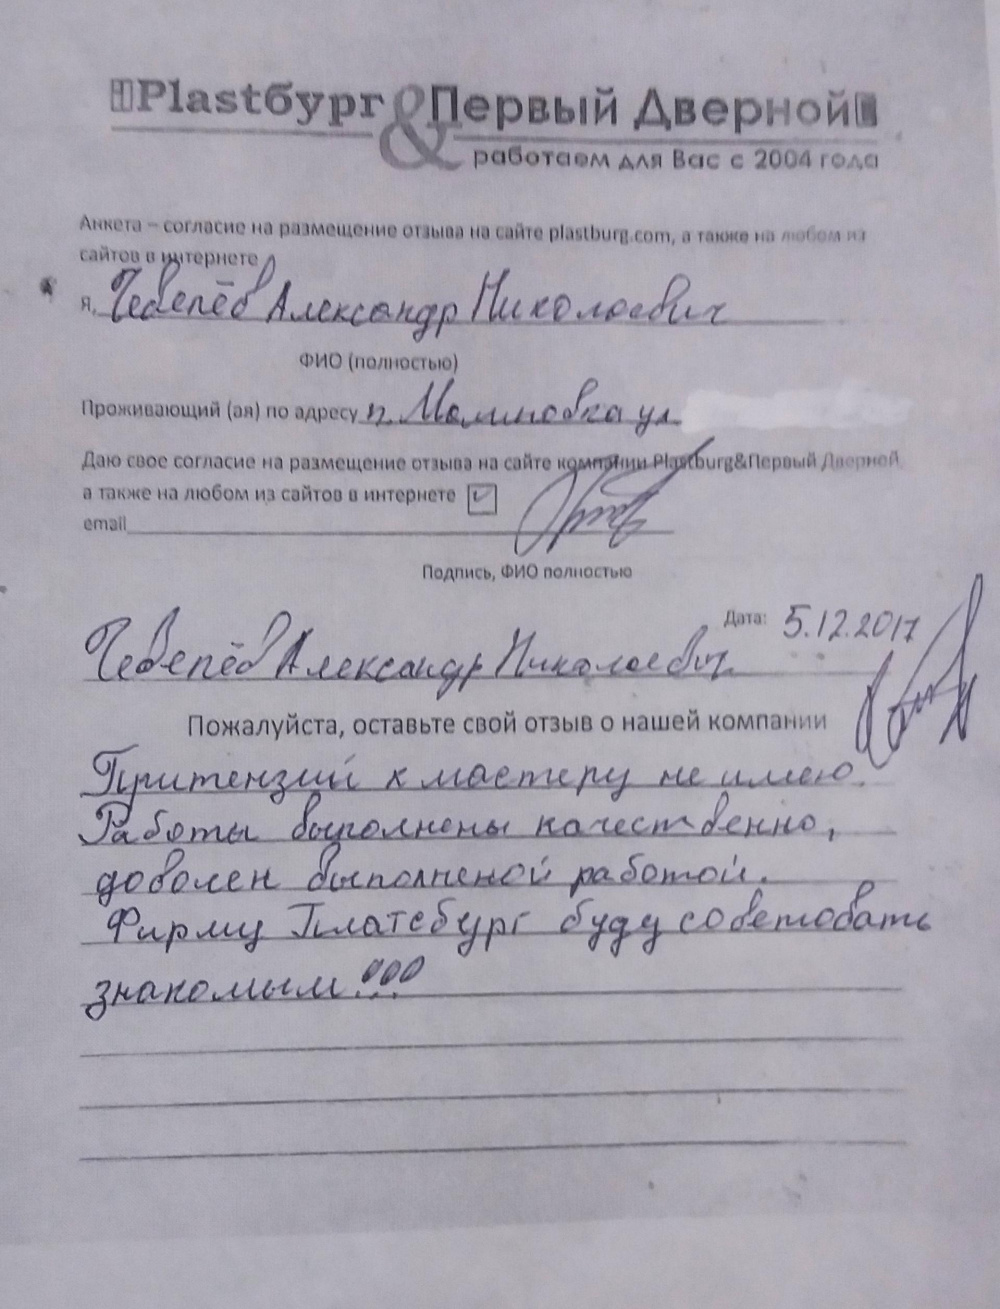 Plastбург & Первый Дверной
работаем для Вас с 2004 года
Анкета – согласие на размещение отзыва на сайте plastburg.com, а также на любом из
сайтов в интернете
я, Чевелёв Александр Николаевич
ФИО (полностью)
Проживающий (ая) по адресу п. Малиновка ул
Даю свое согласие на размещение отзыва на сайте компании Plastburg&Первый Дверной
а также на любом из сайтов в интернете
email
Подпись, ФИО полностью
Дата: 5.12.2017
Чевелёв Александр Николаевич
Пожалуйста, оставьте свой отзыв о нашей компании
Притензий к мастеру не имею.
Работы выполнены качественно,
доволен выполненой работой.
Фирму Платсбург буду советовать
знакомым!!!